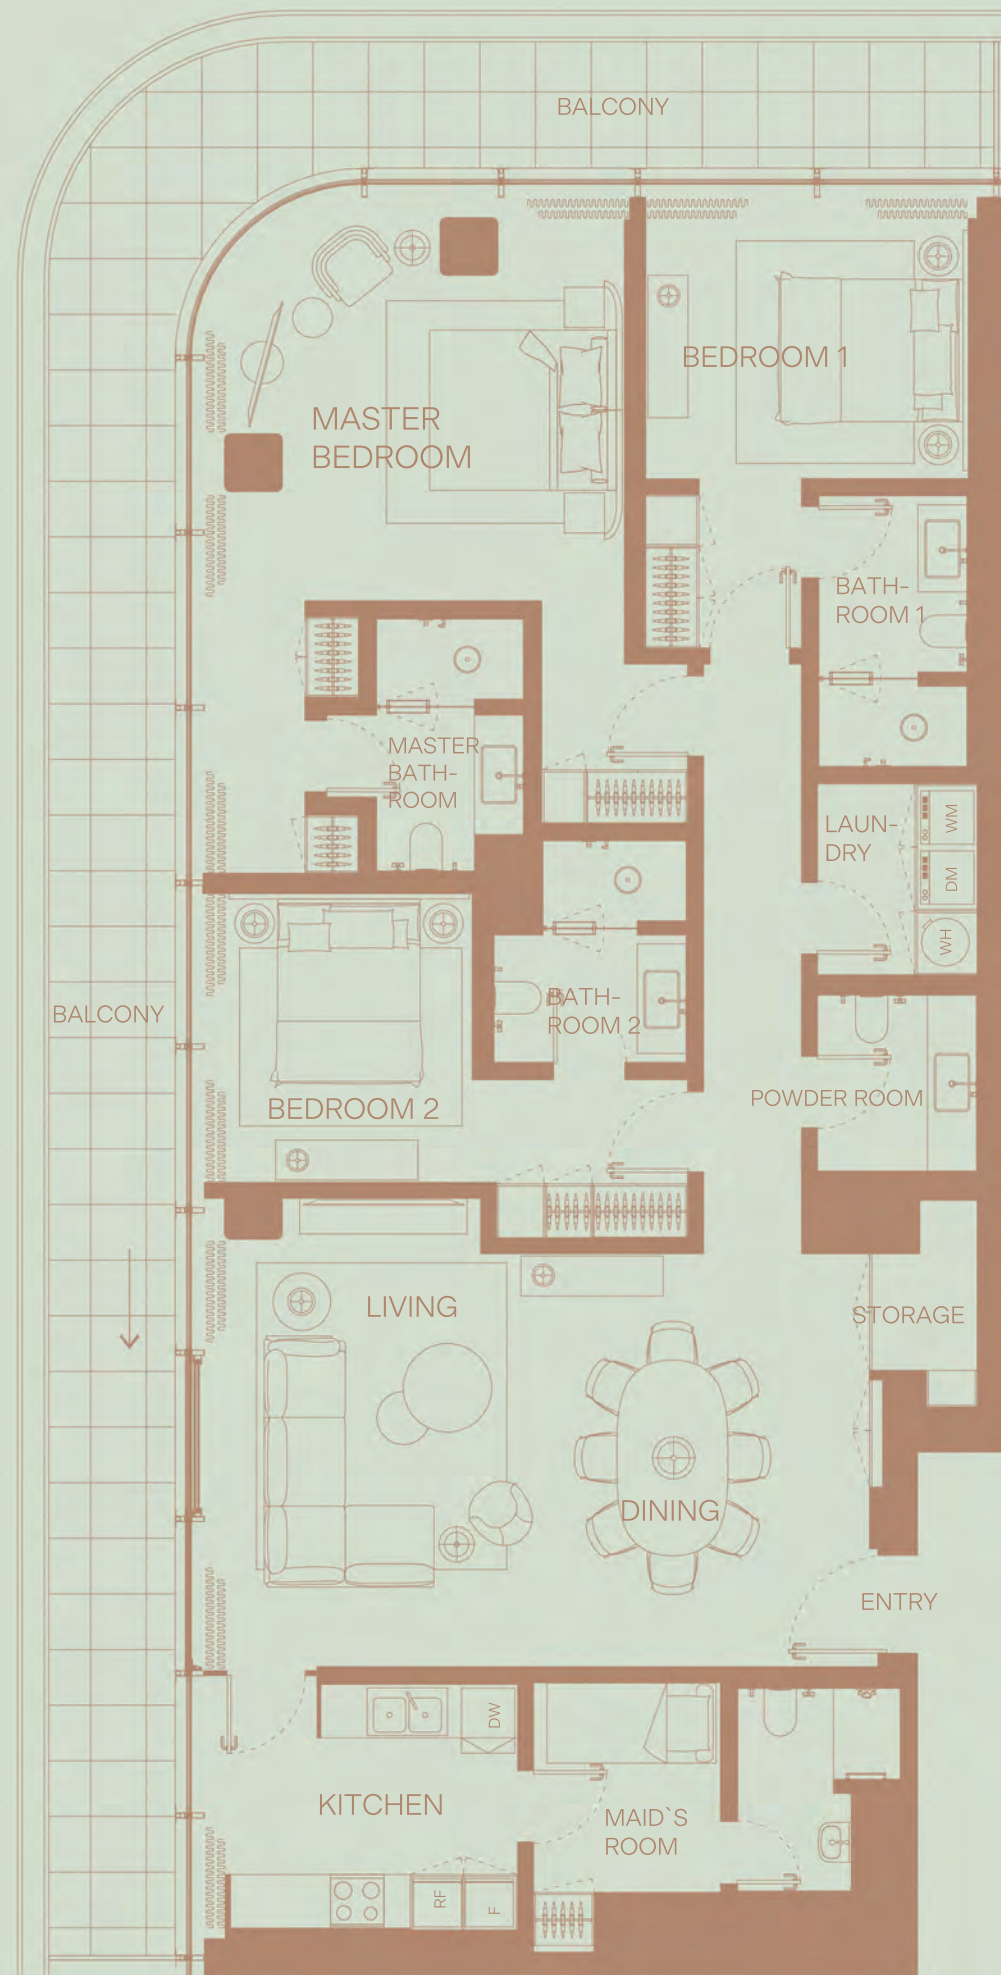 BALCONY
BEDROOM 1
MASTER
BEDROOM
BATH-
ROOM 1
MASTER
BATH-
ROOM
LAUN-
DRY
WM
DM
WH
BALCONY
BATH-
ROOM 2
POWDER ROOM
BEDROOM 2
LIVING
STORAGE
DINING
ENTRY
DW
KITCHEN
MAID`S
ROOM
RF
F